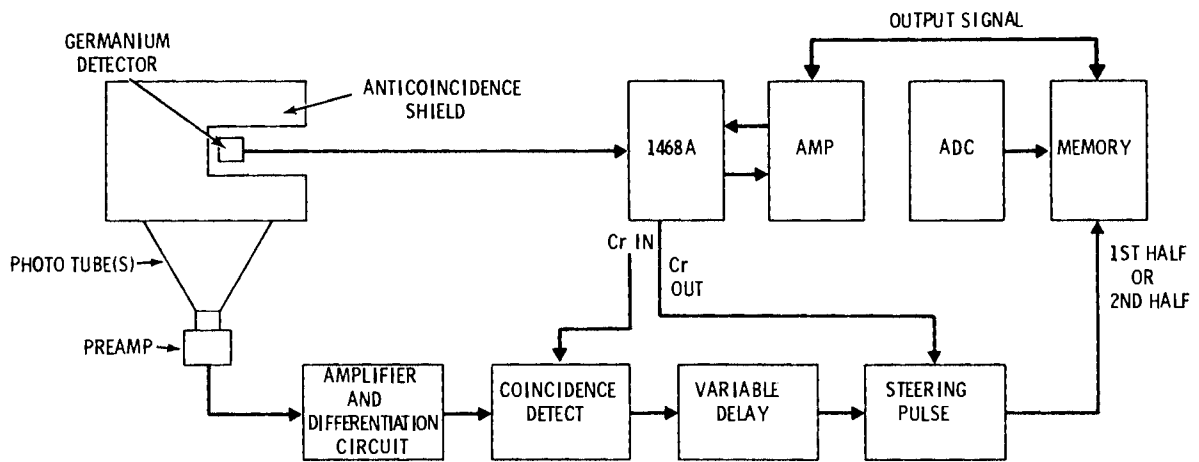 OUTPUT SIGNAL
GERMANIUM
DETECTOR
ANTICOINCIDENCE
SHIELD
1468A
AMP
ADC
MEMORY
Cr IN
Cr
OUT
1ST HALF
OR
2ND HALF
PHOTO TUBE(S)
PREAMP
AMPLIFIER
AND
DIFFERENTIATION
CIRCUIT
COINCIDENCE
DETECT
VARIABLE
DELAY
STEERING
PULSE